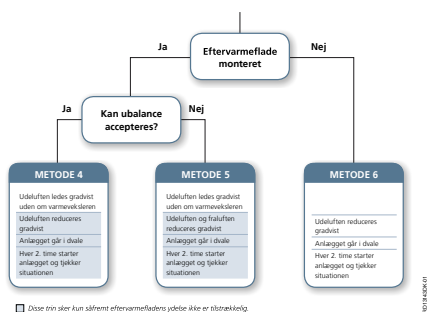 Ja
Nej
Eftervarmeflade
monteret
Ja
Nej
Kan ubalance
accepteres?
METODE 4
Udeluften ledes gradvist
uden om varmeveksleren
Udeluften reduceres
gradvist
Anlægget går i dvale
Hver 2. time starter
anlægget og tjekker
situationen
METODE 5
Udeluften ledes gradvist
uden om varmeveksleren
Udeluften og fraluften
reduceres gradvist
Anlægget går i dvale
Hver 2. time starter
anlægget og tjekker
situationen
METODE 6
Udeluften reduceres
gradvist
Anlægget går i dvale
Hver 2. time starter
anlægget og tjekker
situationen
Disse trin sker kun såfremt eftervarmefladens ydelse ikke er tilstrækkelig.